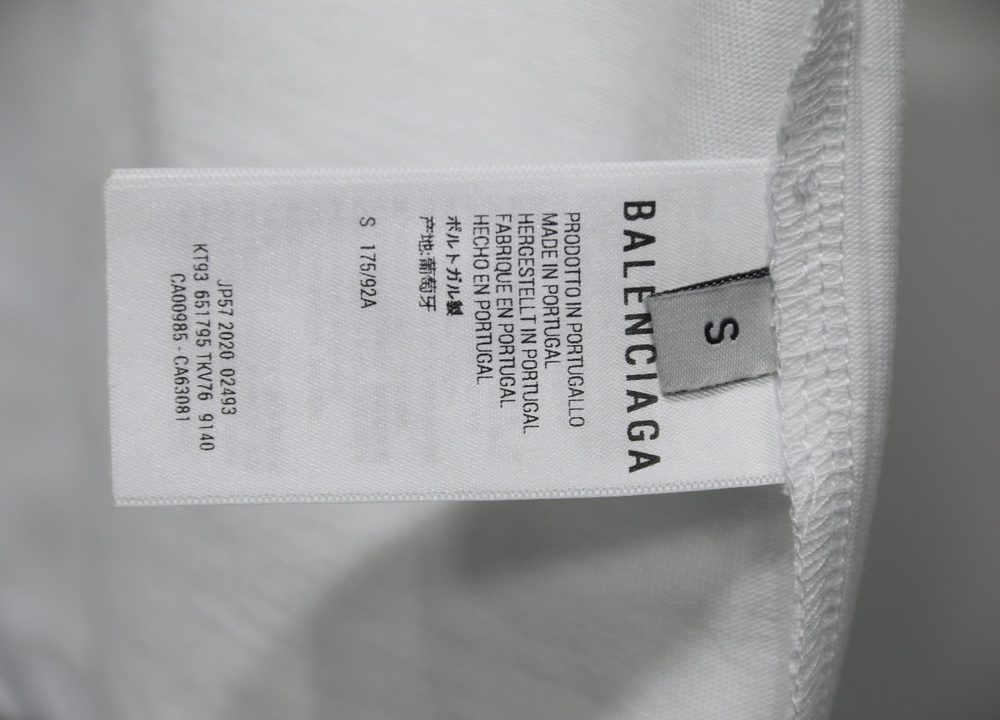 BALENCIAGA
S
PRODOTTO IN PORTUGALLO
MADE IN PORTUGAL
HERGESTELLT IN PORTUGAL
FABRIQUE EN PORTUGAL
HECHO EN PORTUGAL
ポルトガル製
产地:葡萄牙
S 175/92A
JP57 2020 02493
KT93 651795 TKV76 9140
CA00985 - CA63081